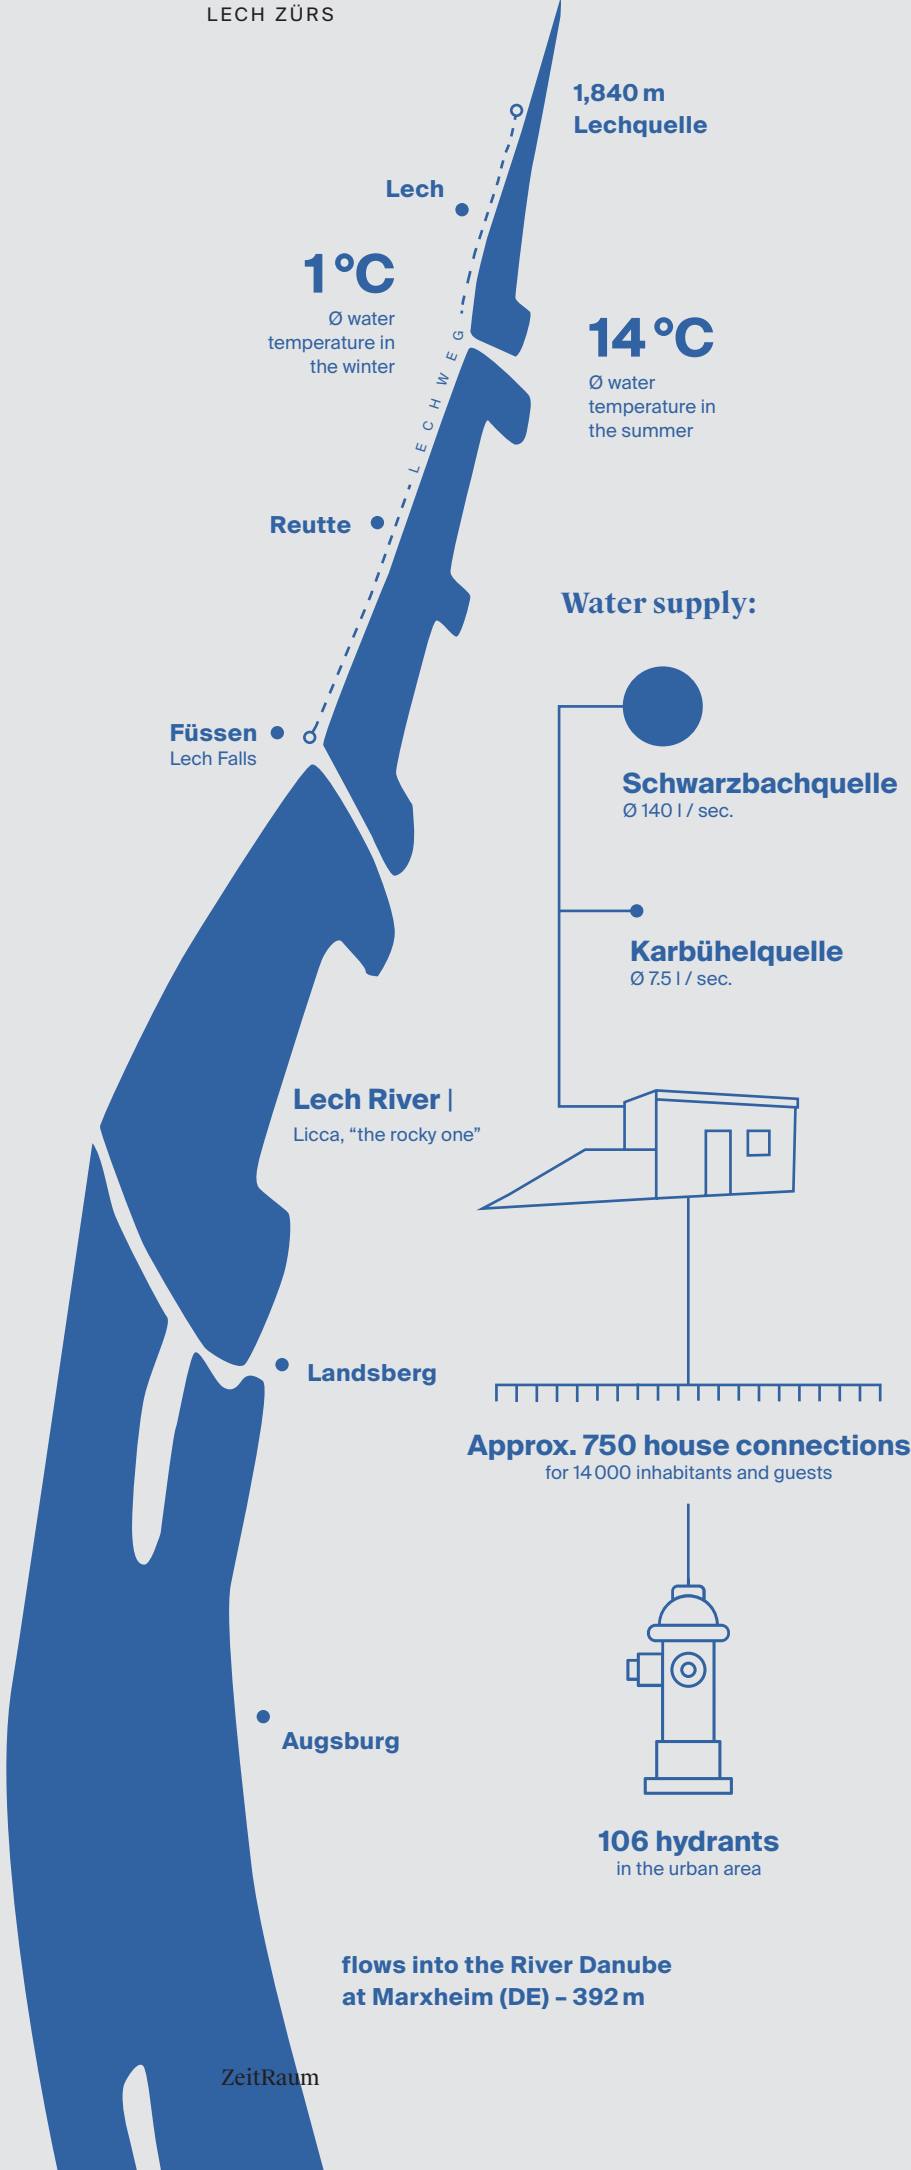 LECH ZÜRS
1,840 m
Lechquelle
Lech
1 °C
Ø water
temperature in
the winter
14 °C
Ø water
temperature in
the summer
LECHWEG
Reutte
Water supply:
Füssen
Lech Falls
Schwarzbachquelle
Ø 140 l / sec.
Karbühelquelle
Ø 7.5 l / sec.
Lech River |
Licca, “the rocky one”
Landsberg
Approx. 750 house connections
for 14 000 inhabitants and guests
Augsburg
106 hydrants
in the urban area
flows into the River Danube
at Marxheim (DE) – 392 m
ZeitRaum